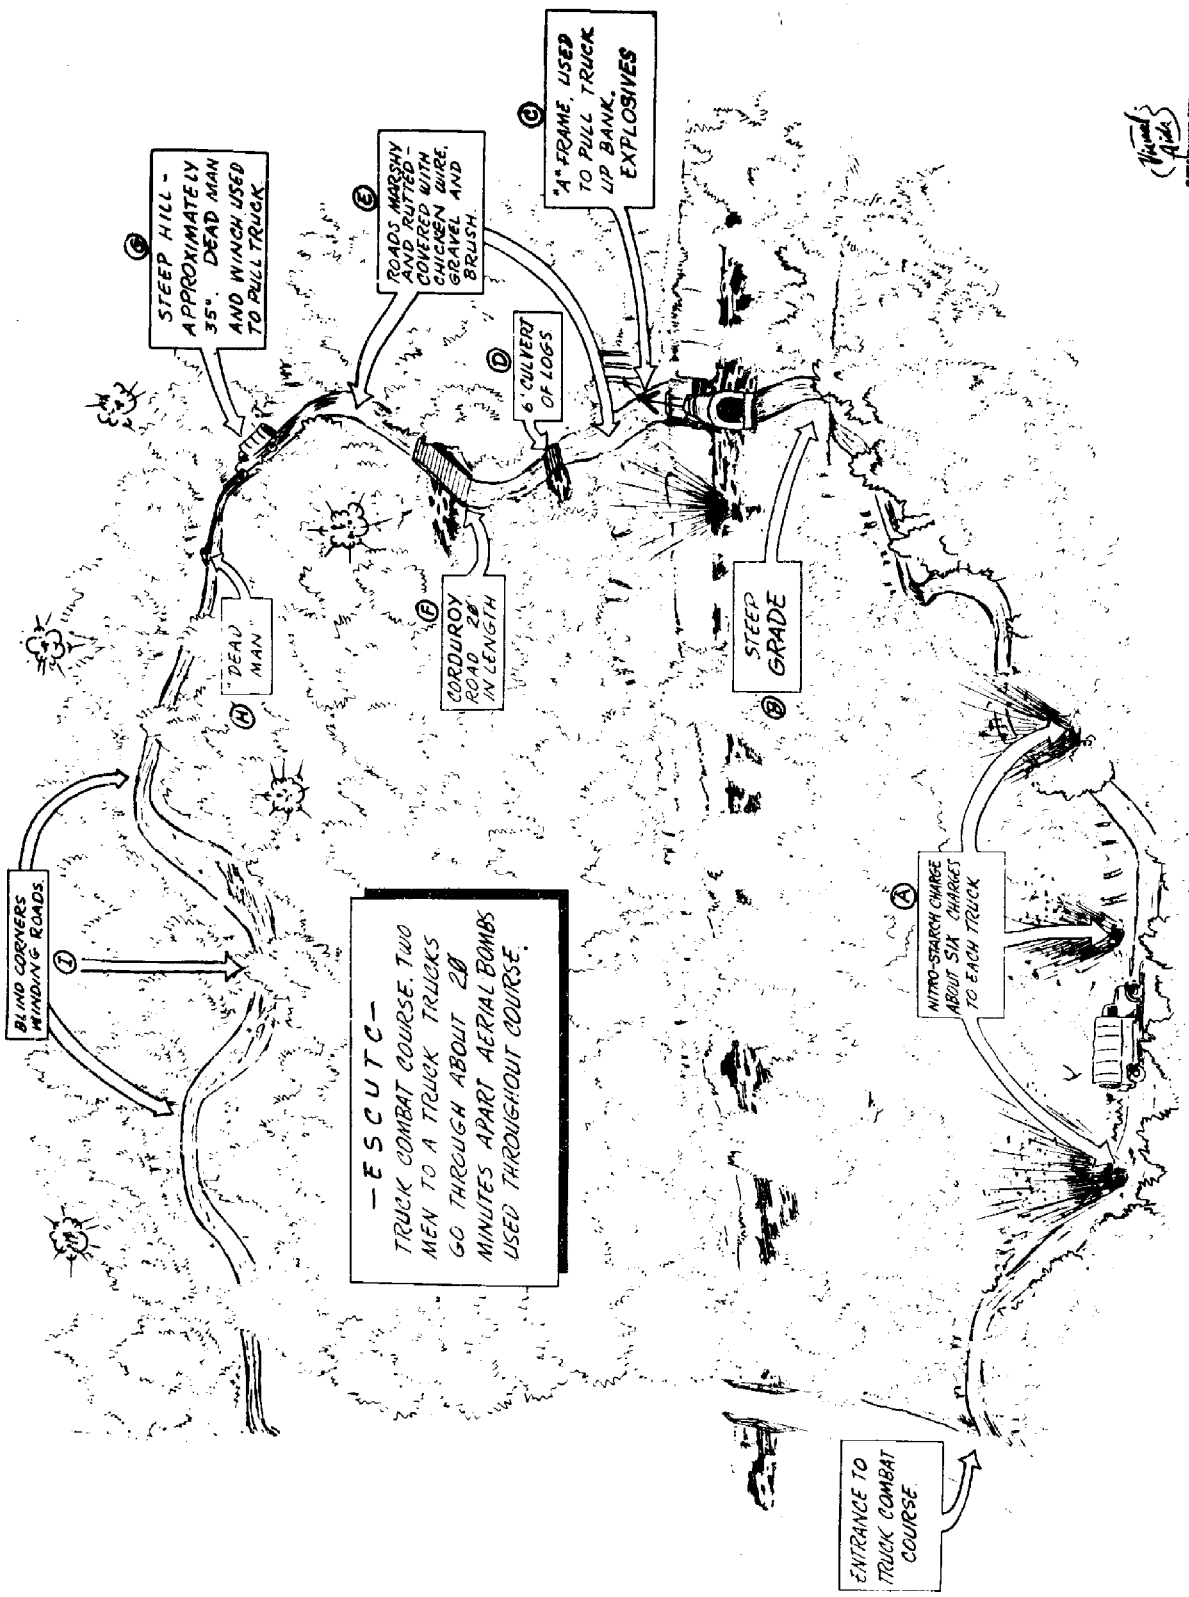 BLIND CORNERS
WINDING ROADS.
I
G
STEEP HILL -
APPROXIMATELY
35°. DEAD MAN
AND WINCH USED
TO PULL TRUCK
H
"DEAD
MAN"
E
ROADS MARSHY
AND RUTTED -
COVERED WITH
CHICKEN WIRE,
GRAVEL AND
BRUSH.
F
CORDUROY
ROAD 20'
IN LENGTH
D
6' CULVERT
OF LOGS
C
"A" FRAME, USED
TO PULL TRUCK
UP BANK.
EXPLOSIVES
- E S C U T C -
TRUCK COMBAT COURSE. TWO
MEN TO A TRUCK TRUCKS
GO THROUGH ABOUT 20
MINUTES APART AERIAL BOMBS
USED THROUGHOUT COURSE.
STEEP
B GRADE
A
NITRO-STARCH CHARGE
ABOUT SIX CHARGES
TO EACH TRUCK
ENTRANCE TO
TRUCK COMBAT
COURSE.
Visual
Aids